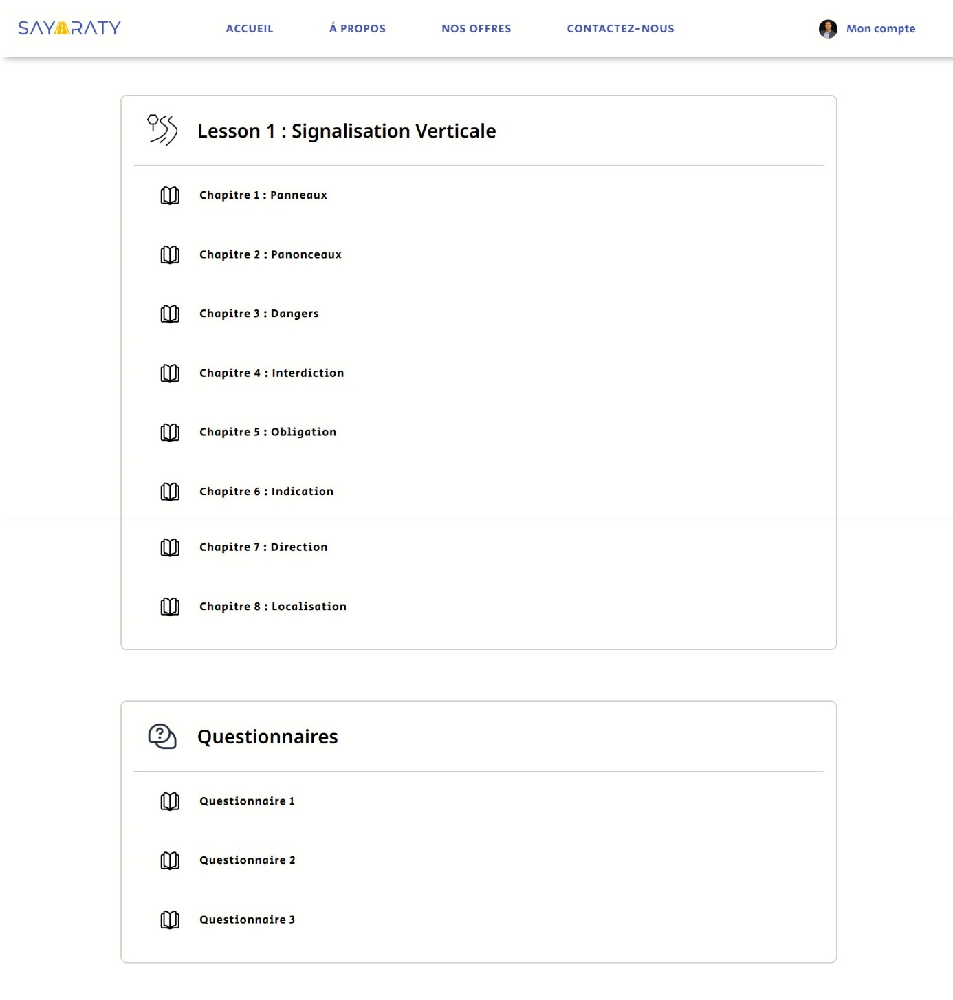 SAYARATY
ACCUEIL
Á PROPOS
NOS OFFRES
CONTACTEZ-NOUS
Mon compte
Lesson 1 : Signalisation Verticale
Chapitre 1 : Panneaux
Chapitre 2 : Panonceaux
Chapitre 3 : Dangers
Chapitre 4 : Interdiction
Chapitre 5 : Obligation
Chapitre 6 : Indication
Chapitre 7 : Direction
Chapitre 8 : Localisation
Questionnaires
Questionnaire 1
Questionnaire 2
Questionnaire 3